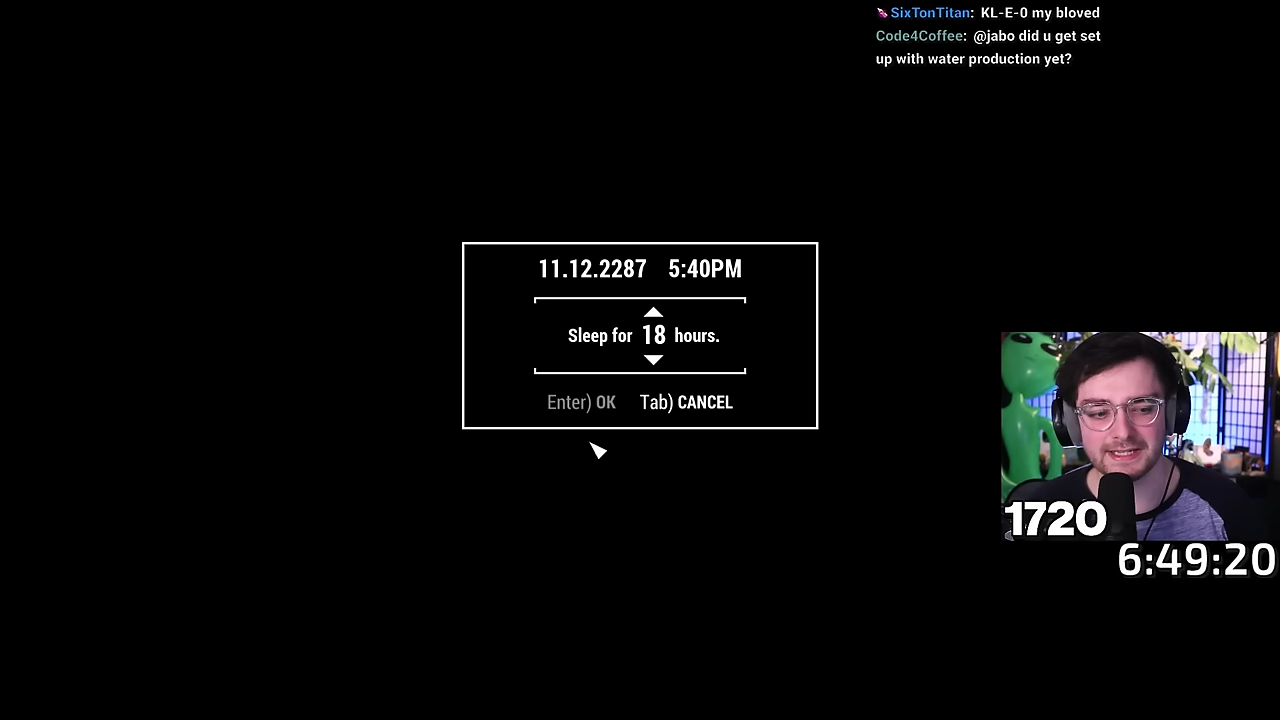 SixTonTitan: KL-E-0 my bloved
Code4Coffee: @jabo did u get set
up with water production yet?
11.12.2287 5:40PM
Sleep for 18 hours.
Enter) OK Tab) CANCEL
1720
6:49:20